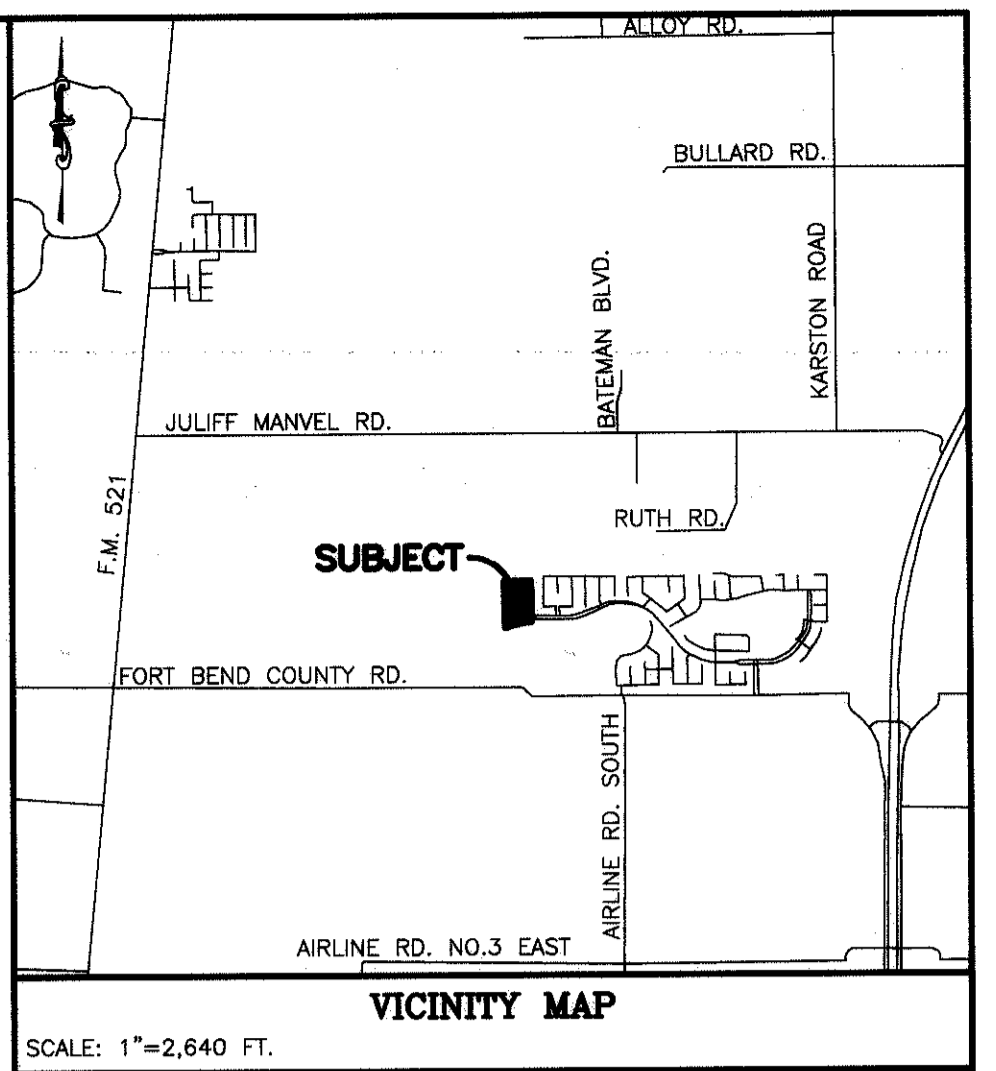 ALLOY RD.
BULLARD RD.
KARSTON ROAD
BATEMAN BLVD.
JULIFF MANVEL RD.
F.M. 521
RUTH RD.
SUBJECT
FORT BEND COUNTY RD.
AIRLINE RD. SOUTH
AIRLINE RD. NO.3 EAST
VICINITY MAP
SCALE: 1"=2,640 FT.